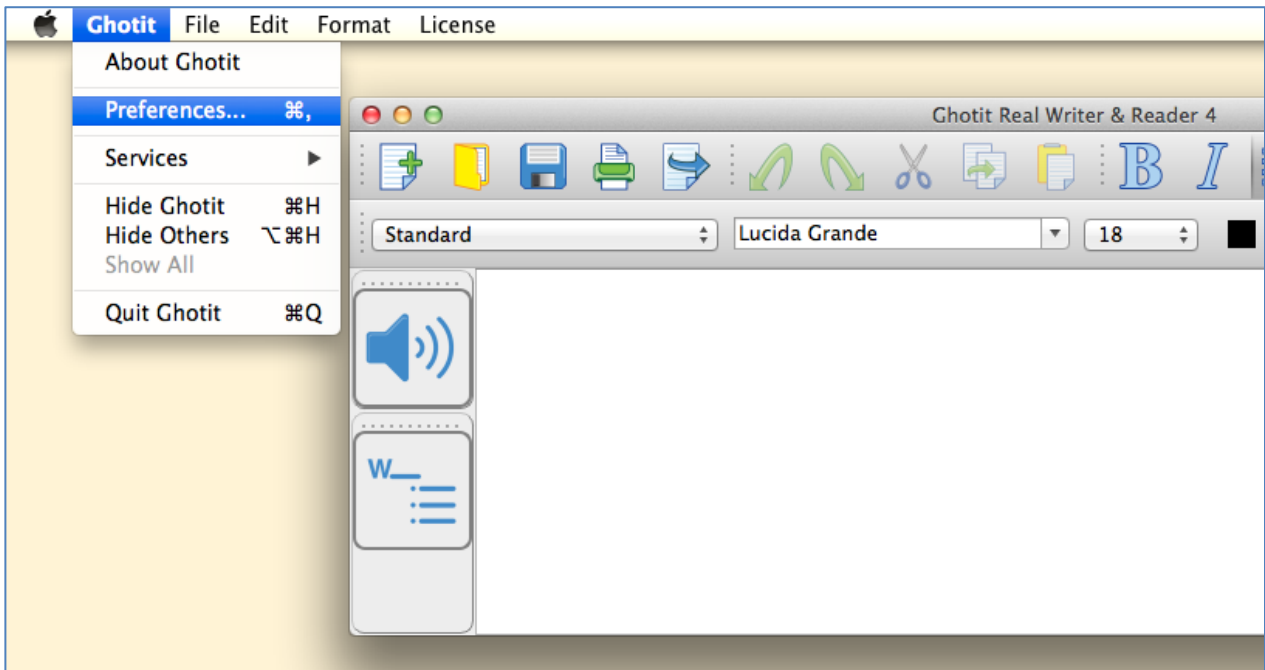 Ghotit File Edit Format License
About Ghotit
Preferences... ⌘,
Services ▶
Hide Ghotit ⌘H
Hide Others ⌥⌘H
Show All
Quit Ghotit ⌘Q
Ghotit Real Writer & Reader 4
B I
Standard Lucida Grande 18
W